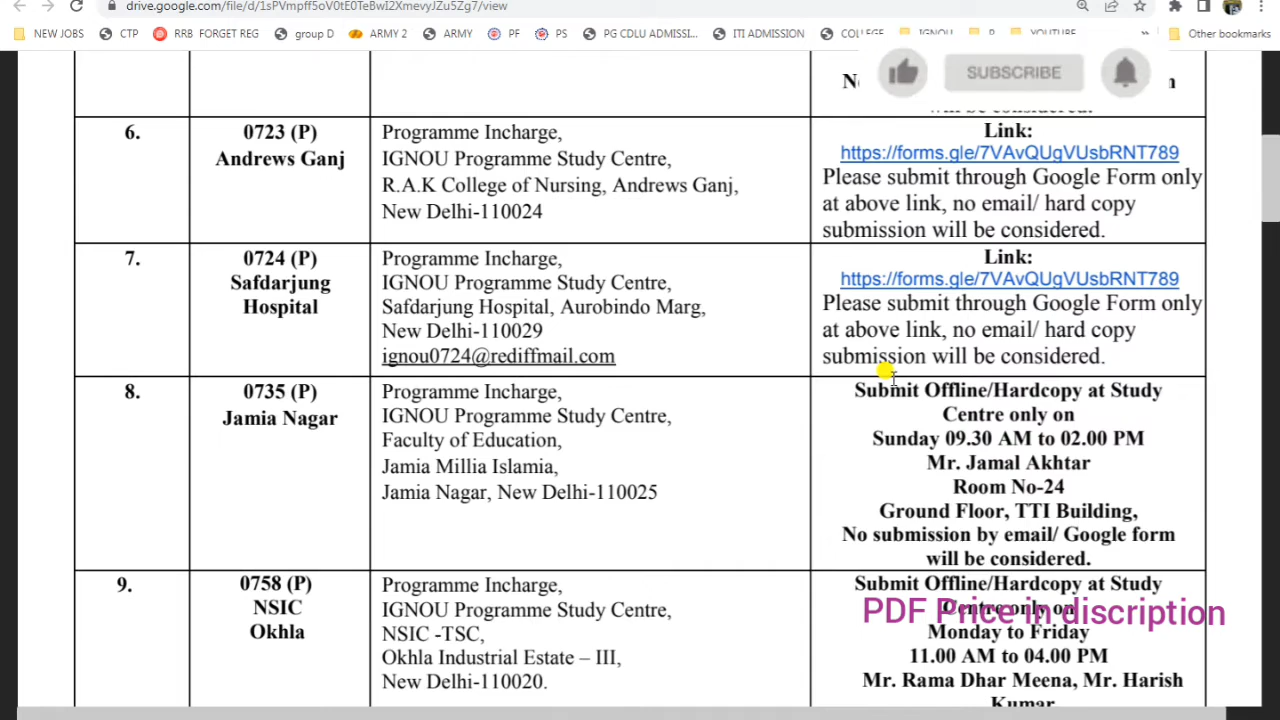 drive.google.com/file/d/1sPVmpff5oV0tE0TeBwI2XmevyJZu5Zg7/view
NEW JOBS CTP RRB FORGET REG group D ARMY 2 ARMY PF PS PG CDLU ADMISSI... ITI ADMISSION COLLEGE IGNOU YOUTUBE » Other bookmarks
SUBSCRIBE
will be considered.
6. 0723 (P)
Andrews Ganj
Programme Incharge,
IGNOU Programme Study Centre,
R.A.K College of Nursing, Andrews Ganj,
New Delhi-110024
Link:
https://forms.gle/7VAvQUgVUsbRNT789
Please submit through Google Form only
at above link, no email/ hard copy
submission will be considered.
7. 0724 (P)
Safdarjung
Hospital
Programme Incharge,
IGNOU Programme Study Centre,
Safdarjung Hospital, Aurobindo Marg,
New Delhi-110029
ignou0724@rediffmail.com
Link:
https://forms.gle/7VAvQUgVUsbRNT789
Please submit through Google Form only
at above link, no email/ hard copy
submission will be considered.
8. 0735 (P)
Jamia Nagar
Programme Incharge,
IGNOU Programme Study Centre,
Faculty of Education,
Jamia Millia Islamia,
Jamia Nagar, New Delhi-110025
Submit Offline/Hardcopy at Study
Centre only on
Sunday 09.30 AM to 02.00 PM
Mr. Jamal Akhtar
Room No-24
Ground Floor, TTI Building,
No submission by email/ Google form
will be considered.
9. 0758 (P)
NSIC
Okhla
Programme Incharge,
IGNOU Programme Study Centre,
NSIC -TSC,
Okhla Industrial Estate – III,
New Delhi-110020.
Submit Offline/Hardcopy at Study
Centre only on
PDF Price in discription
Monday to Friday
11.00 AM to 04.00 PM
Mr. Rama Dhar Meena, Mr. Harish
Kumar